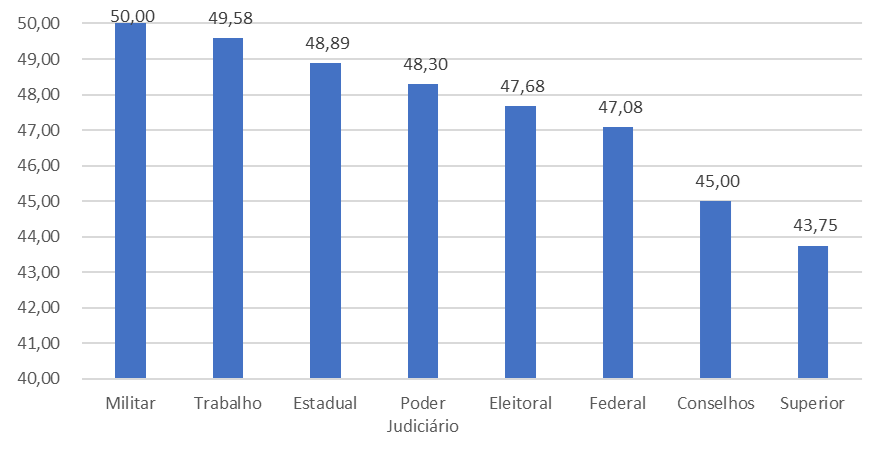 50,00
49,00
48,00
47,00
46,00
45,00
44,00
43,00
42,00
41,00
40,00
50,00
49,58
48,89
48,30
47,68
47,08
45,00
43,75
Militar
Trabalho
Estadual
Poder
Judiciário
Eleitoral
Federal
Conselhos
Superior